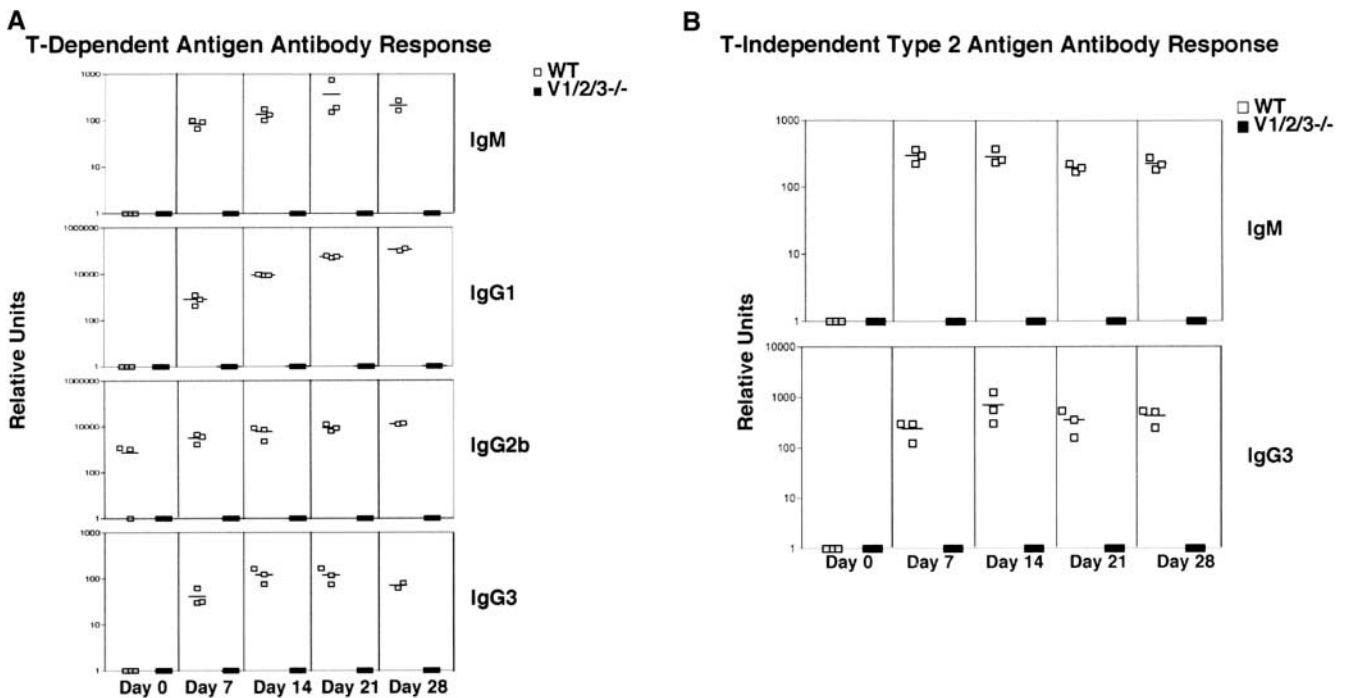 A
T-Dependent Antigen Antibody Response
WT
V1/2/3-/-
1000
100
10
1
IgM
1000000
10000
100
1
IgG1
1000000
10000
100
1
IgG2b
1000
100
10
1
IgG3
Relative Units
Day 0 Day 7 Day 14 Day 21 Day 28
B
T-Independent Type 2 Antigen Antibody Response
WT
V1/2/3-/-
1000
100
10
1
IgM
10000
1000
100
10
1
IgG3
Relative Units
Day 0 Day 7 Day 14 Day 21 Day 28